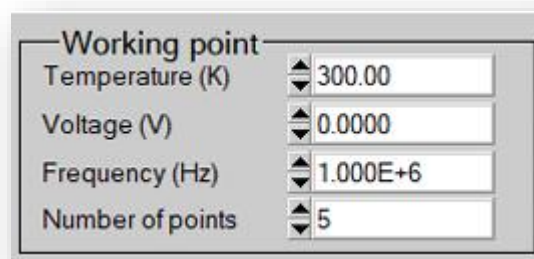 Working point
Temperature (K) 300.00
Voltage (V) 0.0000
Frequency (Hz) 1.000E+6
Number of points 5